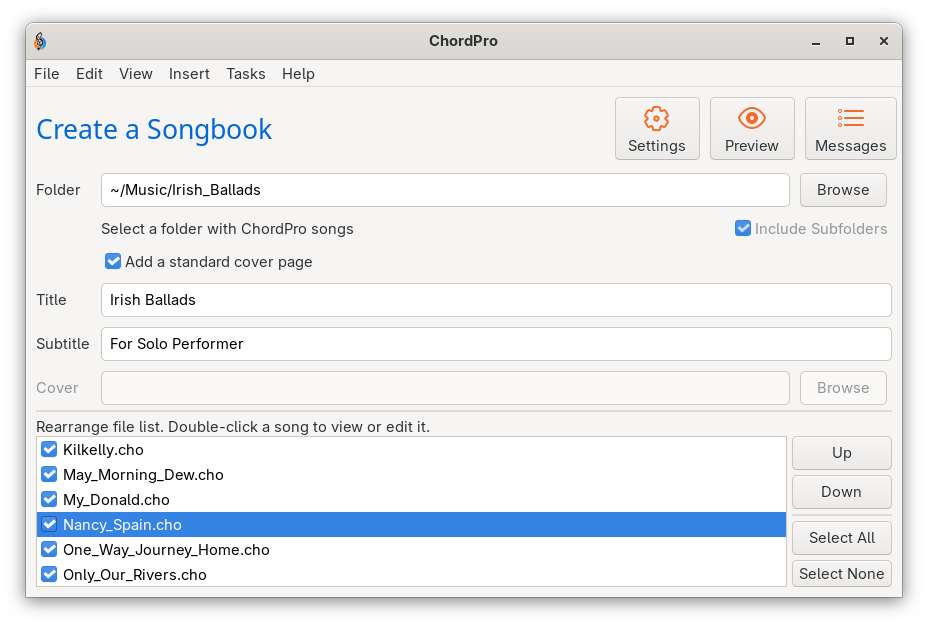 ChordPro
File Edit View Insert Tasks Help
Create a Songbook
Settings Preview Messages
Folder ~/Music/Irish_Ballads Browse
Select a folder with ChordPro songs Include Subfolders
Add a standard cover page
Title Irish Ballads
Subtitle For Solo Performer
Cover Browse
Rearrange file list. Double-click a song to view or edit it.
Kilkelly.cho
May_Morning_Dew.cho
My_Donald.cho
Nancy_Spain.cho
One_Way_Journey_Home.cho
Only_Our_Rivers.cho
Up
Down
Select All
Select None